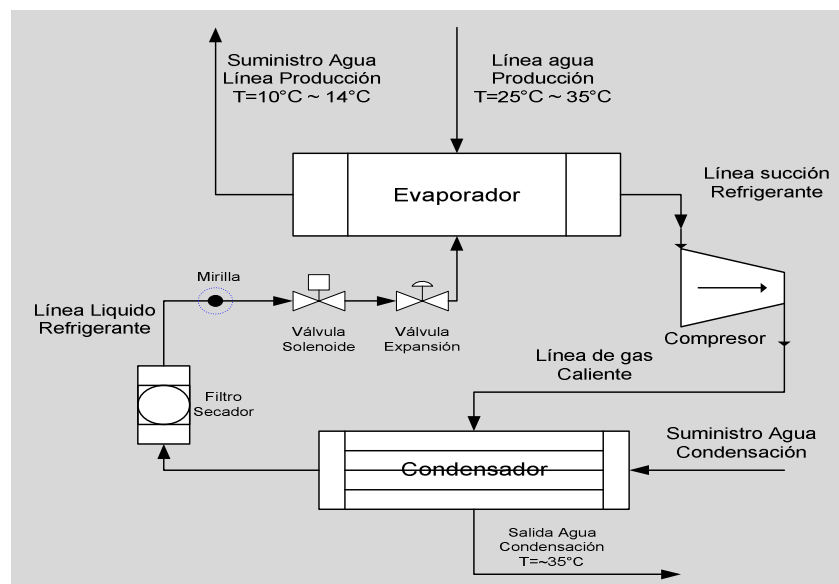 Suministro Agua
Línea Producción
T=10°C ~ 14°C
Línea agua
Producción
T=25°C ~ 35°C
Evaporador
Línea succión
Refrigerante
Mirilla
Línea Liquido
Refrigerante
Válvula
Solenoide
Válvula
Expansión
Compresor
Línea de gas
Caliente
Filtro
Secador
Condensador
Suministro Agua
Condensación
Salida Agua
Condensación
T=~35°C